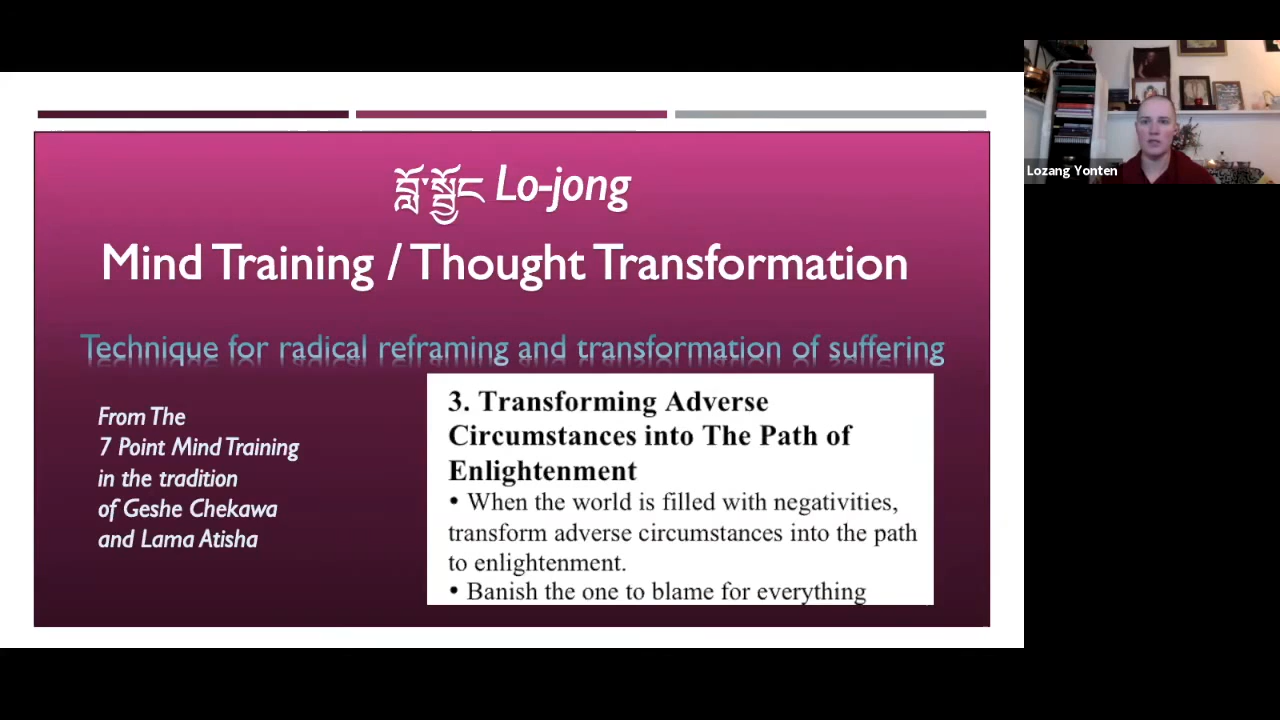 བློ་སྦྱོང Lo-jong
Mind Training / Thought Transformation
Technique for radical reframing and transformation of suffering
From The
7 Point Mind Training
in the tradition
of Geshe Chekawa
and Lama Atisha
3. Transforming Adverse
Circumstances into The Path of
Enlightenment
• When the world is filled with negativities,
transform adverse circumstances into the path
to enlightenment.
• Banish the one to blame for everything
Lozang Yonten